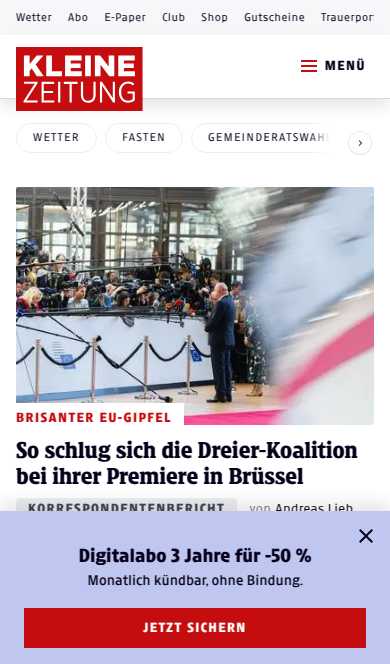 Wetter Abo E-Paper Club Shop Gutscheine Trauerpor
KLEINE
ZEITUNG
MENÜ
WETTER FASTEN GEMEINDERATSWAHL
BRISANTER EU-GIPFEL
So schlug sich die Dreier-Koalition
bei ihrer Premiere in Brüssel
KORRESPONDENTENBERICHT von Andreas Lieb
Digitalabo 3 Jahre für -50 %
Monatlich kündbar, ohne Bindung.
JETZT SICHERN